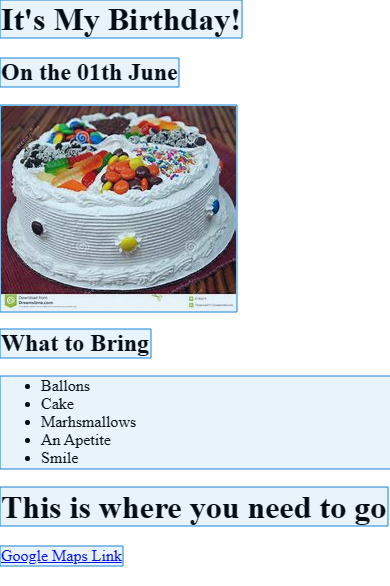 It's My Birthday!
On the 01th June
Download from
Dreamstime.com
What to Bring
Ballons
Cake
Marhsmallows
An Apetite
Smile
This is where you need to go
Google Maps Link